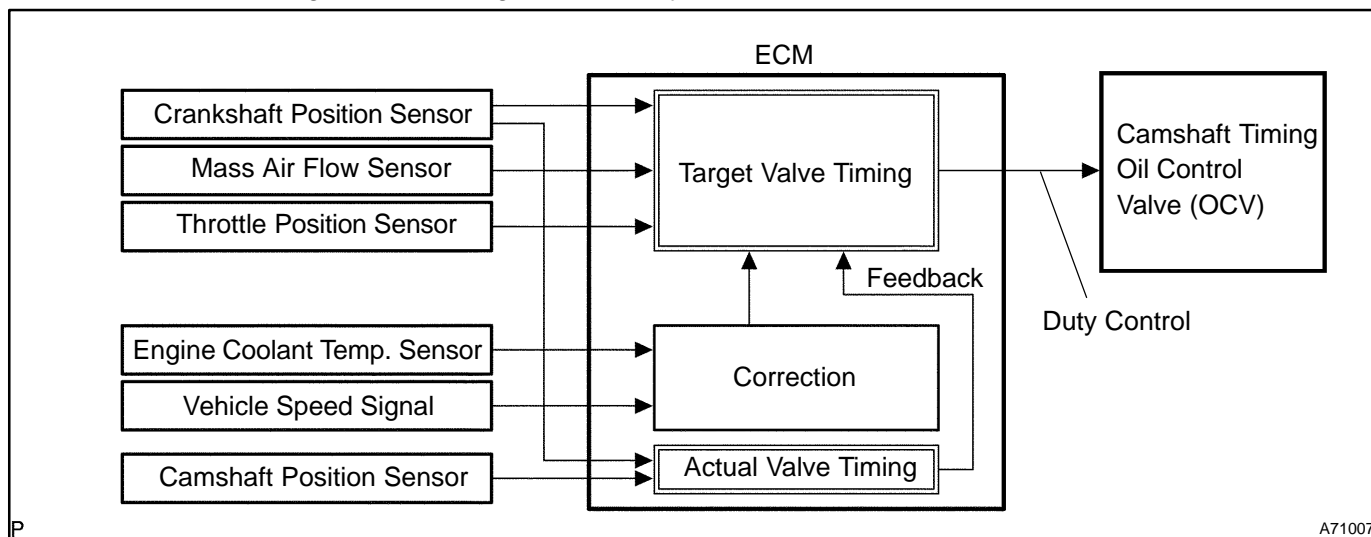 ECM
Crankshaft Position Sensor
Mass Air Flow Sensor
Throttle Position Sensor
Target Valve Timing
Camshaft Timing
Oil Control
Valve (OCV)
Feedback
Duty Control
Engine Coolant Temp. Sensor
Vehicle Speed Signal
Correction
Camshaft Position Sensor
Actual Valve Timing
P
A71007